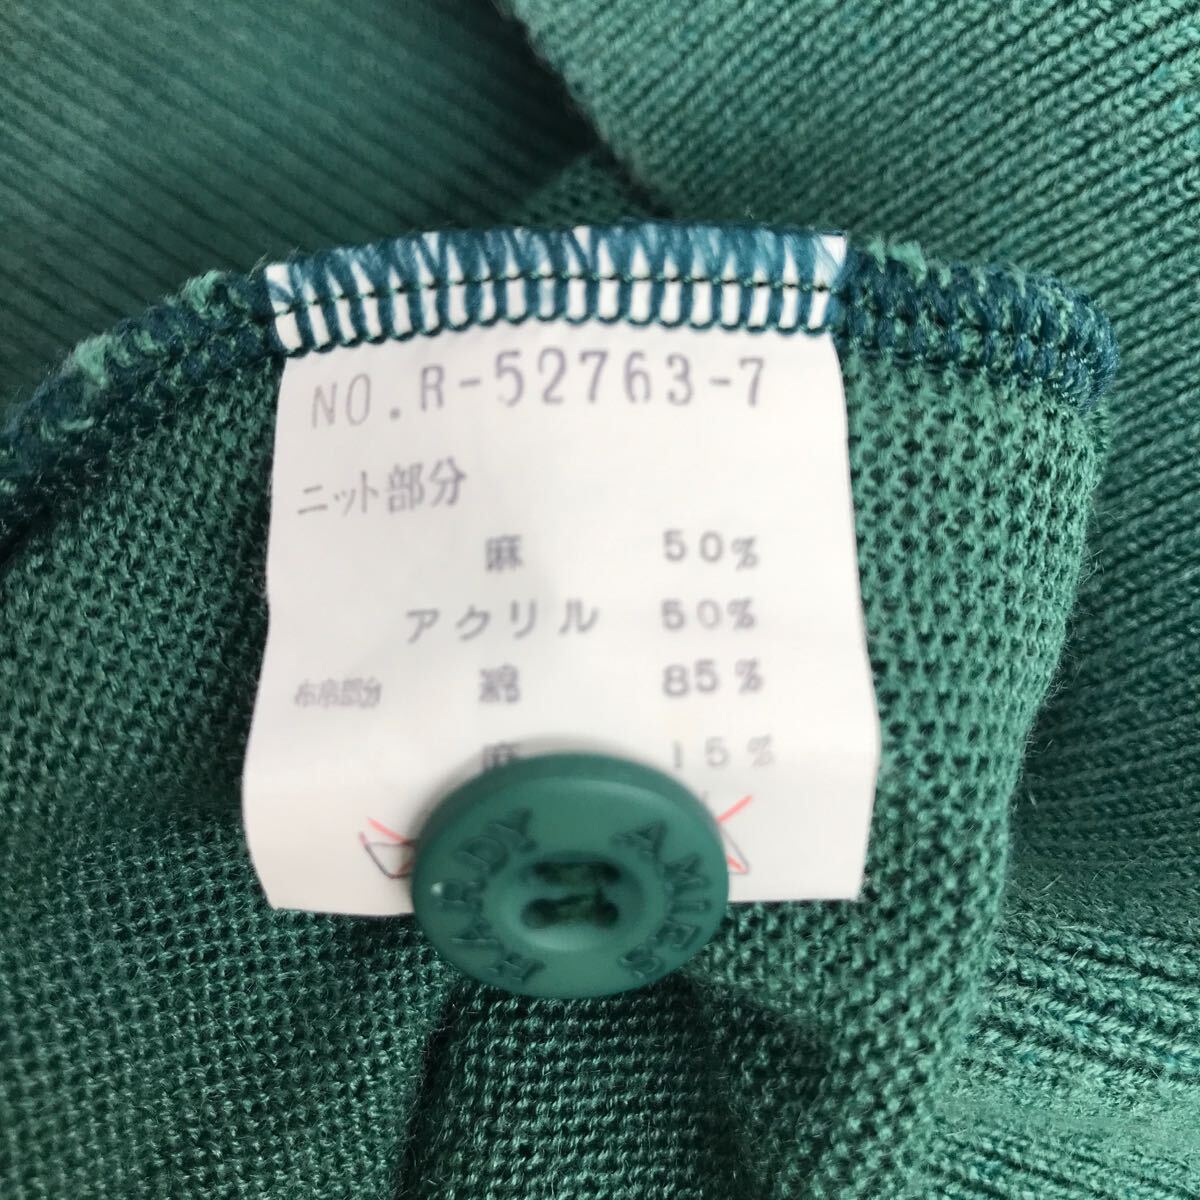 NO.R-52763-7
ニット部分
麻 50%
アクリル 50%
布帛部分 綿 85%
麻 15%
HARDY AMIES